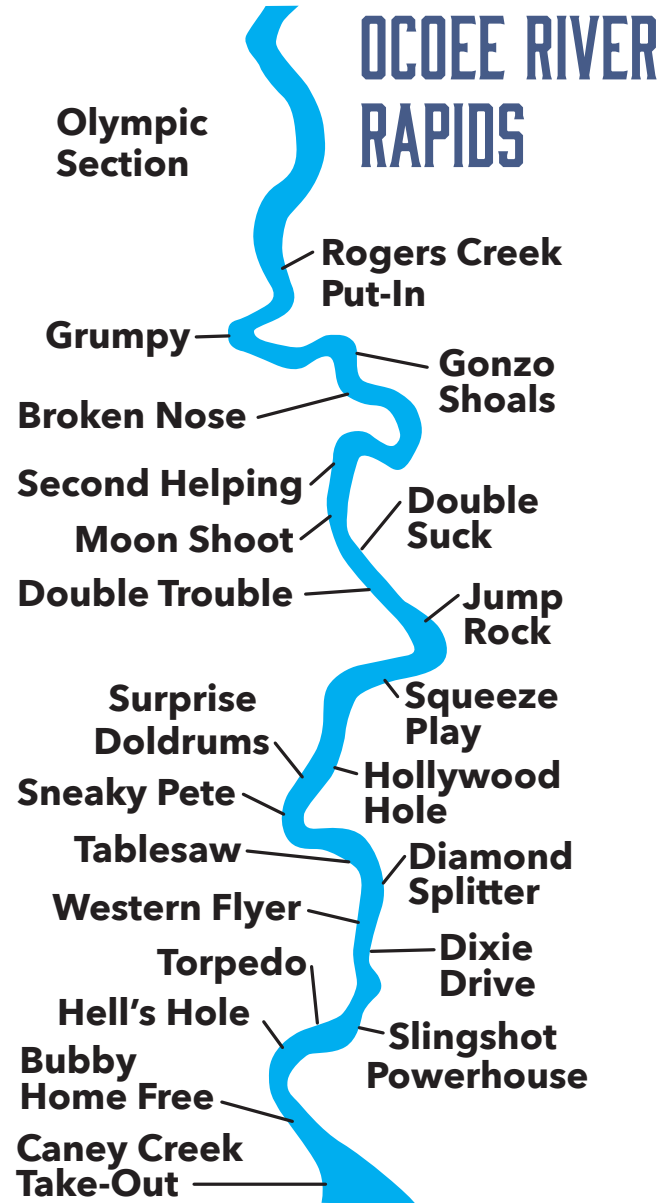 OCOEE RIVER
RAPIDS
Olympic
Section
Rogers Creek
Put-In
Grumpy
Gonzo
Shoals
Broken Nose
Second Helping
Double
Suck
Moon Shoot
Double Trouble
Jump
Rock
Squeeze
Play
Surprise
Doldrums
Hollywood
Hole
Sneaky Pete
Tablesaw
Diamond
Splitter
Western Flyer
Dixie
Drive
Torpedo
Hell’s Hole
Slingshot
Powerhouse
Bubby
Home Free
Caney Creek
Take-Out